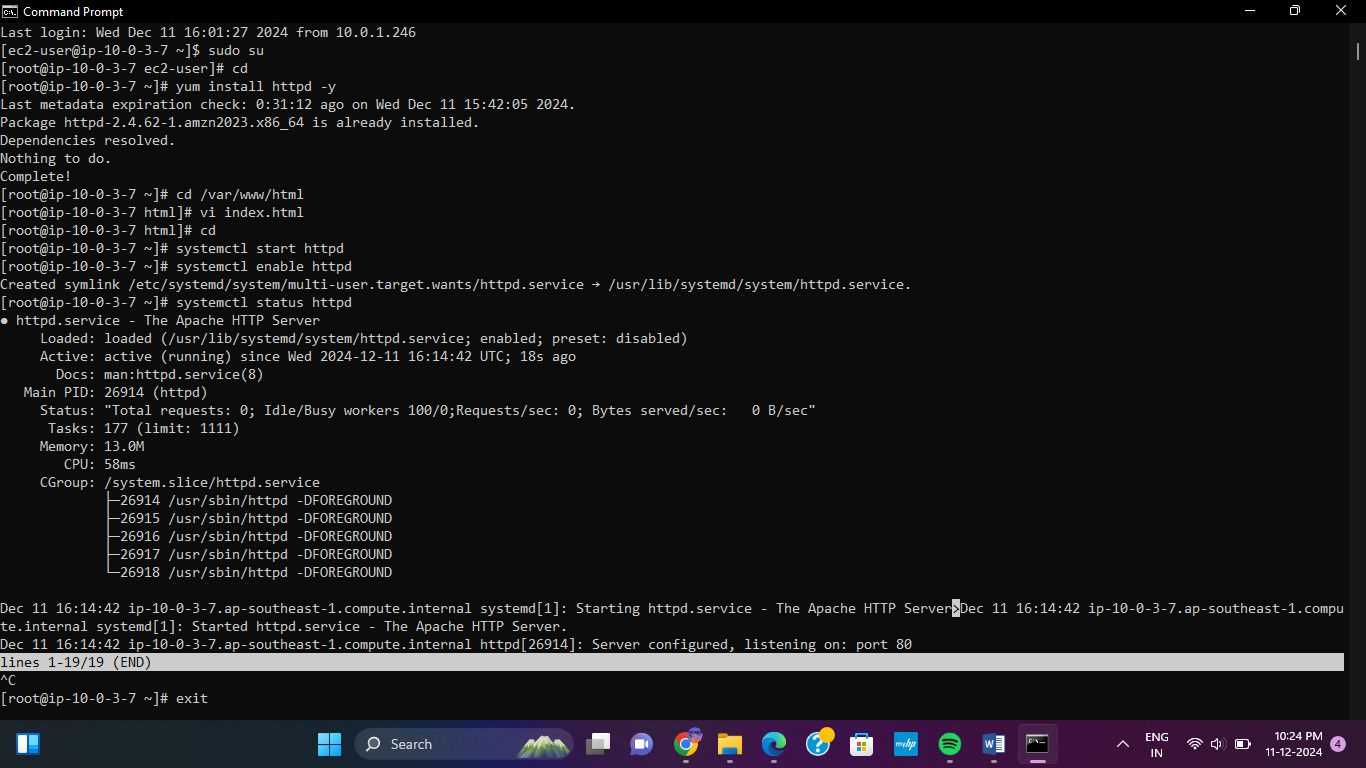 Command Prompt
Last login: Wed Dec 11 16:01:27 2024 from 10.0.1.246
[ec2-user@ip-10-0-3-7 ~]$ sudo su
[root@ip-10-0-3-7 ec2-user]# cd
[root@ip-10-0-3-7 ~]# yum install httpd -y
Last metadata expiration check: 0:31:12 ago on Wed Dec 11 15:42:05 2024.
Package httpd-2.4.62-1.amzn2023.x86_64 is already installed.
Dependencies resolved.
Nothing to do.
Complete!
[root@ip-10-0-3-7 ~]# cd /var/www/html
[root@ip-10-0-3-7 html]# vi index.html
[root@ip-10-0-3-7 html]# cd
[root@ip-10-0-3-7 ~]# systemctl start httpd
[root@ip-10-0-3-7 ~]# systemctl enable httpd
Created symlink /etc/systemd/system/multi-user.target.wants/httpd.service → /usr/lib/systemd/system/httpd.service.
[root@ip-10-0-3-7 ~]# systemctl status httpd
● httpd.service - The Apache HTTP Server
     Loaded: loaded (/usr/lib/systemd/system/httpd.service; enabled; preset: disabled)
     Active: active (running) since Wed 2024-12-11 16:14:42 UTC; 18s ago
       Docs: man:httpd.service(8)
   Main PID: 26914 (httpd)
     Status: "Total requests: 0; Idle/Busy workers 100/0;Requests/sec: 0; Bytes served/sec:   0 B/sec"
      Tasks: 177 (limit: 1111)
     Memory: 13.0M
        CPU: 58ms
     CGroup: /system.slice/httpd.service
             ├─26914 /usr/sbin/httpd -DFOREGROUND
             ├─26915 /usr/sbin/httpd -DFOREGROUND
             ├─26916 /usr/sbin/httpd -DFOREGROUND
             ├─26917 /usr/sbin/httpd -DFOREGROUND
             └─26918 /usr/sbin/httpd -DFOREGROUND
Dec 11 16:14:42 ip-10-0-3-7.ap-southeast-1.compute.internal systemd[1]: Starting httpd.service - The Apache HTTP Server>Dec 11 16:14:42 ip-10-0-3-7.ap-southeast-1.compu
te.internal systemd[1]: Started httpd.service - The Apache HTTP Server.
Dec 11 16:14:42 ip-10-0-3-7.ap-southeast-1.compute.internal httpd[26914]: Server configured, listening on: port 80
lines 1-19/19 (END)
^C
[root@ip-10-0-3-7 ~]# exit
Search
myhp
ENG
IN
10:24 PM
11-12-2024
4